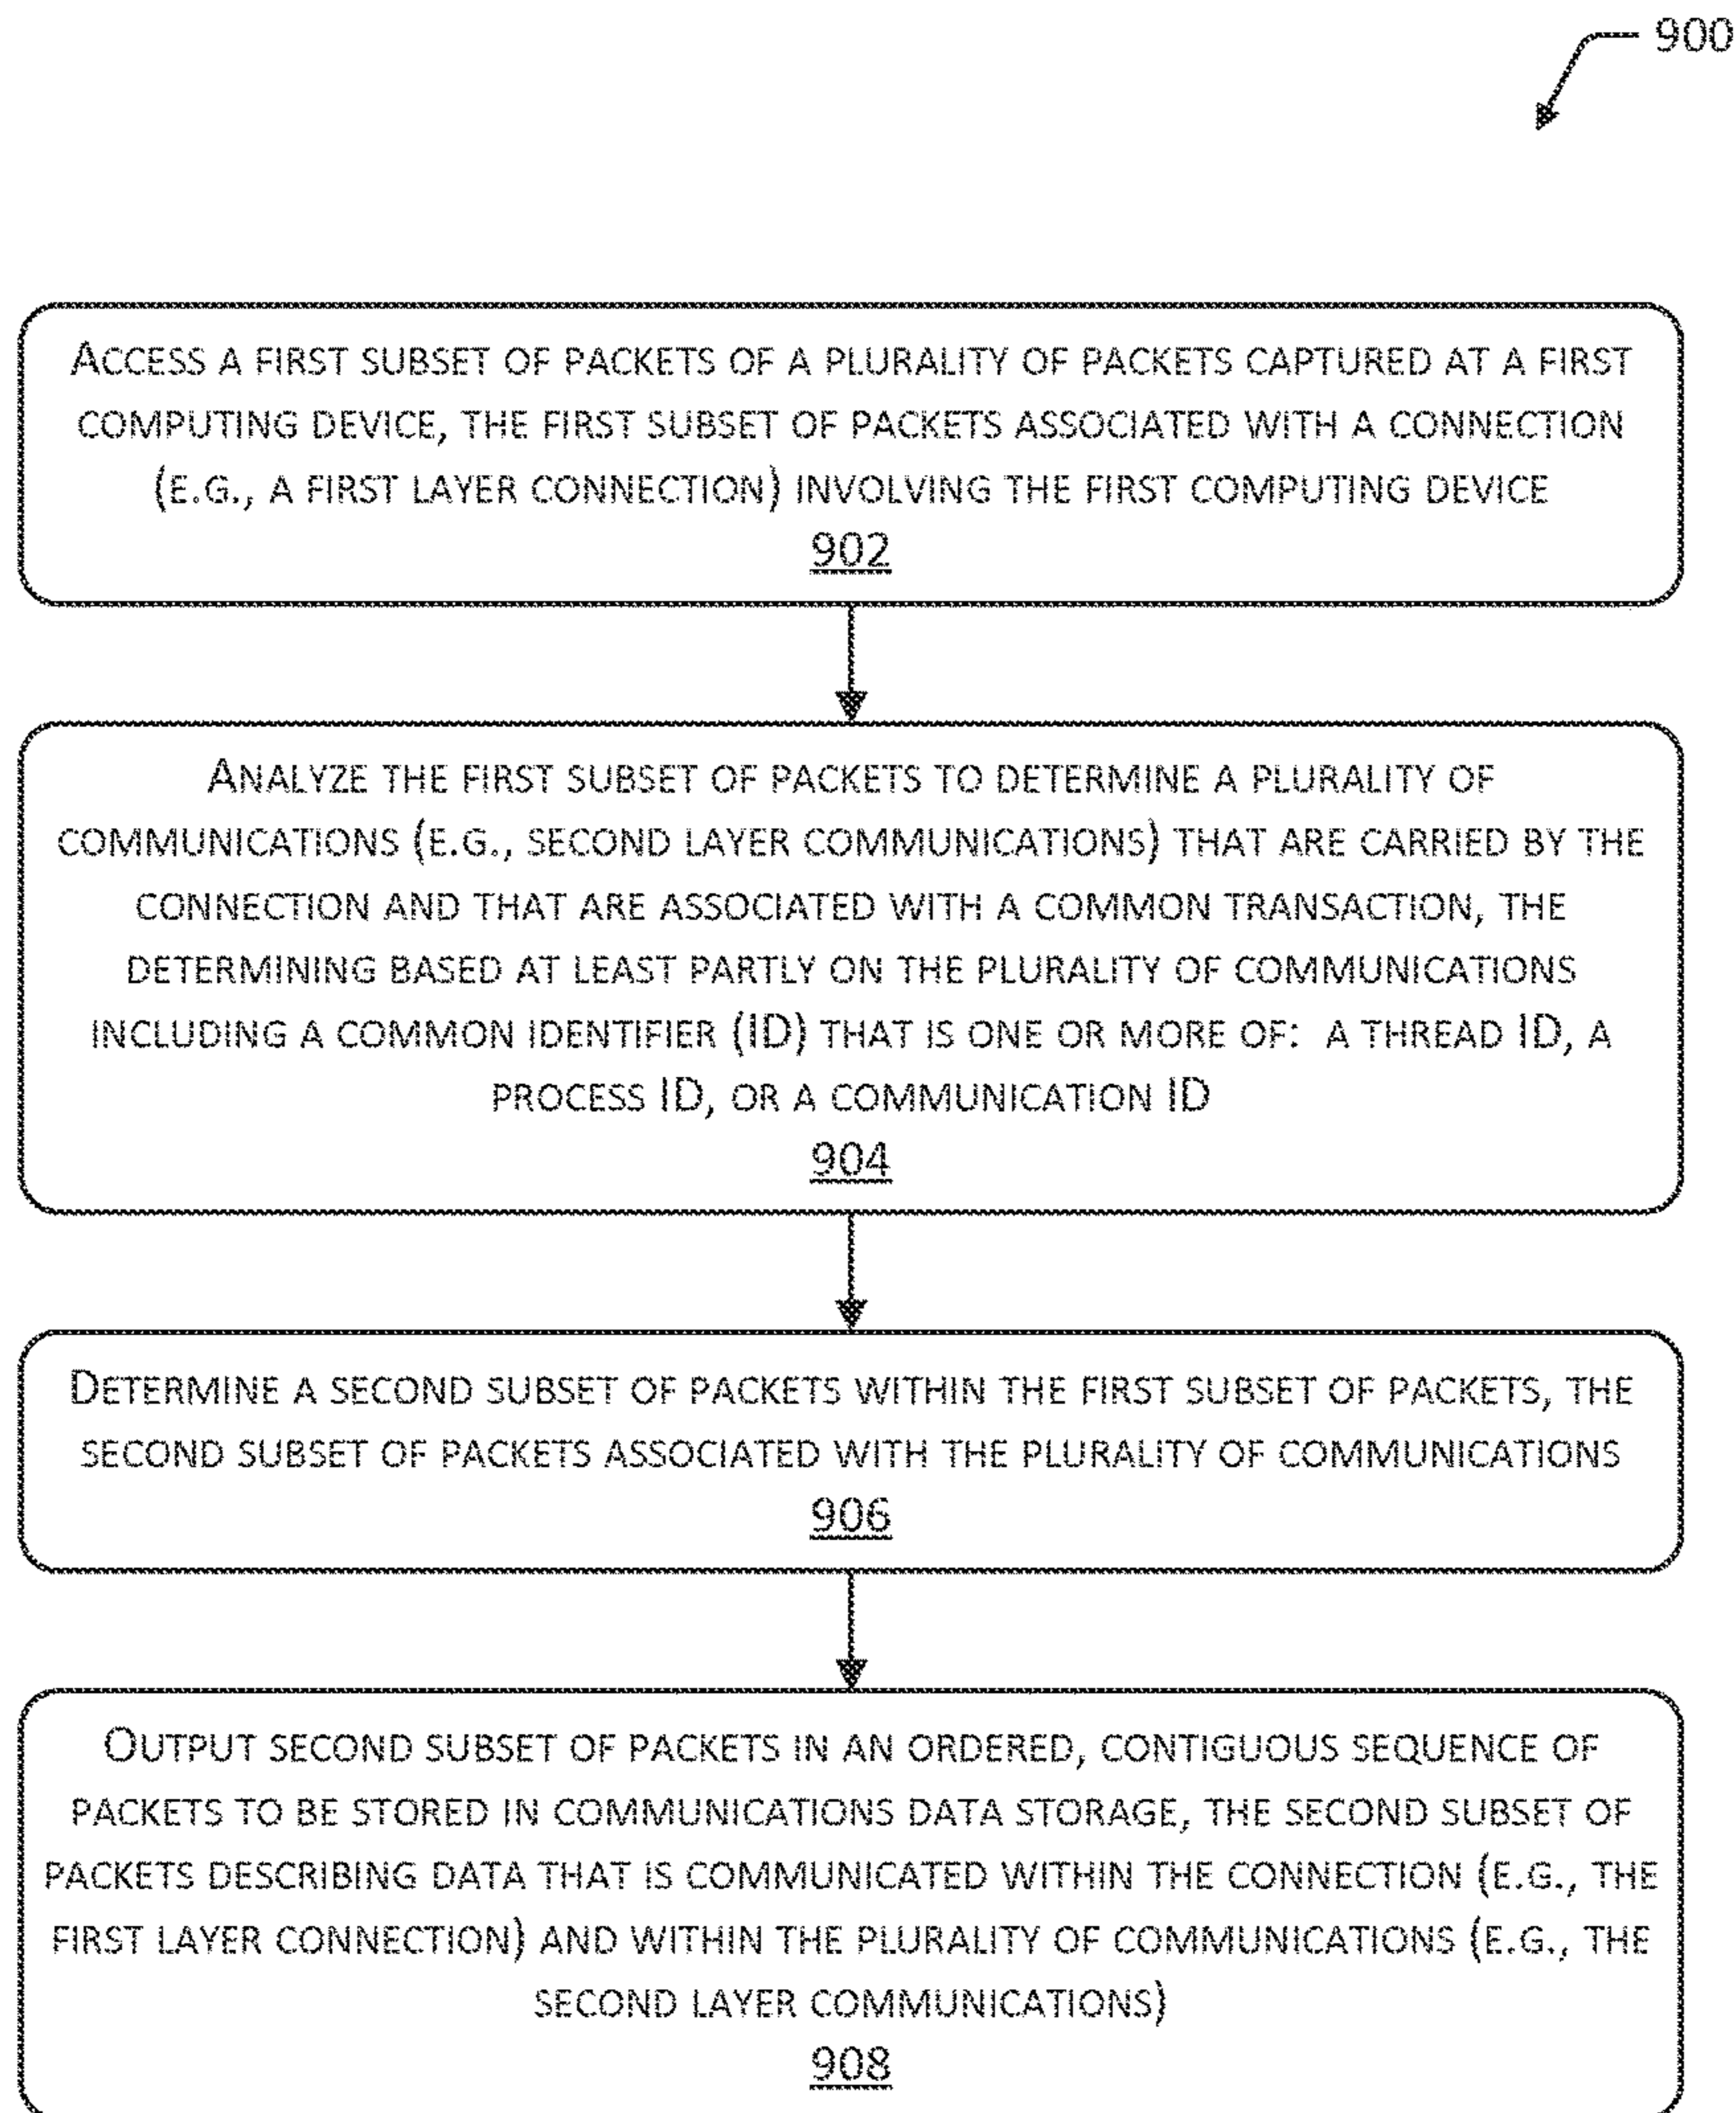 900
ACCESS A FIRST SUBSET OF PACKETS OF A PLURALITY OF PACKETS CAPTURED AT A FIRST
COMPUTING DEVICE, THE FIRST SUBSET OF PACKETS ASSOCIATED WITH A CONNECTION
(E.G., A FIRST LAYER CONNECTION) INVOLVING THE FIRST COMPUTING DEVICE
902
ANALYZE THE FIRST SUBSET OF PACKETS TO DETERMINE A PLURALITY OF
COMMUNICATIONS (E.G., SECOND LAYER COMMUNICATIONS) THAT ARE CARRIED BY THE
CONNECTION AND THAT ARE ASSOCIATED WITH A COMMON TRANSACTION, THE
DETERMINING BASED AT LEAST PARTLY ON THE PLURALITY OF COMMUNICATIONS
INCLUDING A COMMON IDENTIFIER (ID) THAT IS ONE OR MORE OF: A THREAD ID, A
PROCESS ID, OR A COMMUNICATION ID
904
DETERMINE A SECOND SUBSET OF PACKETS WITHIN THE FIRST SUBSET OF PACKETS, THE
SECOND SUBSET OF PACKETS ASSOCIATED WITH THE PLURALITY OF COMMUNICATIONS
906
OUTPUT SECOND SUBSET OF PACKETS IN AN ORDERED, CONTIGUOUS SEQUENCE OF
PACKETS TO BE STORED IN COMMUNICATIONS DATA STORAGE, THE SECOND SUBSET OF
PACKETS DESCRIBING DATA THAT IS COMMUNICATED WITHIN THE CONNECTION (E.G., THE
FIRST LAYER CONNECTION) AND WITHIN THE PLURALITY OF COMMUNICATIONS (E.G., THE
SECOND LAYER COMMUNICATIONS)
908